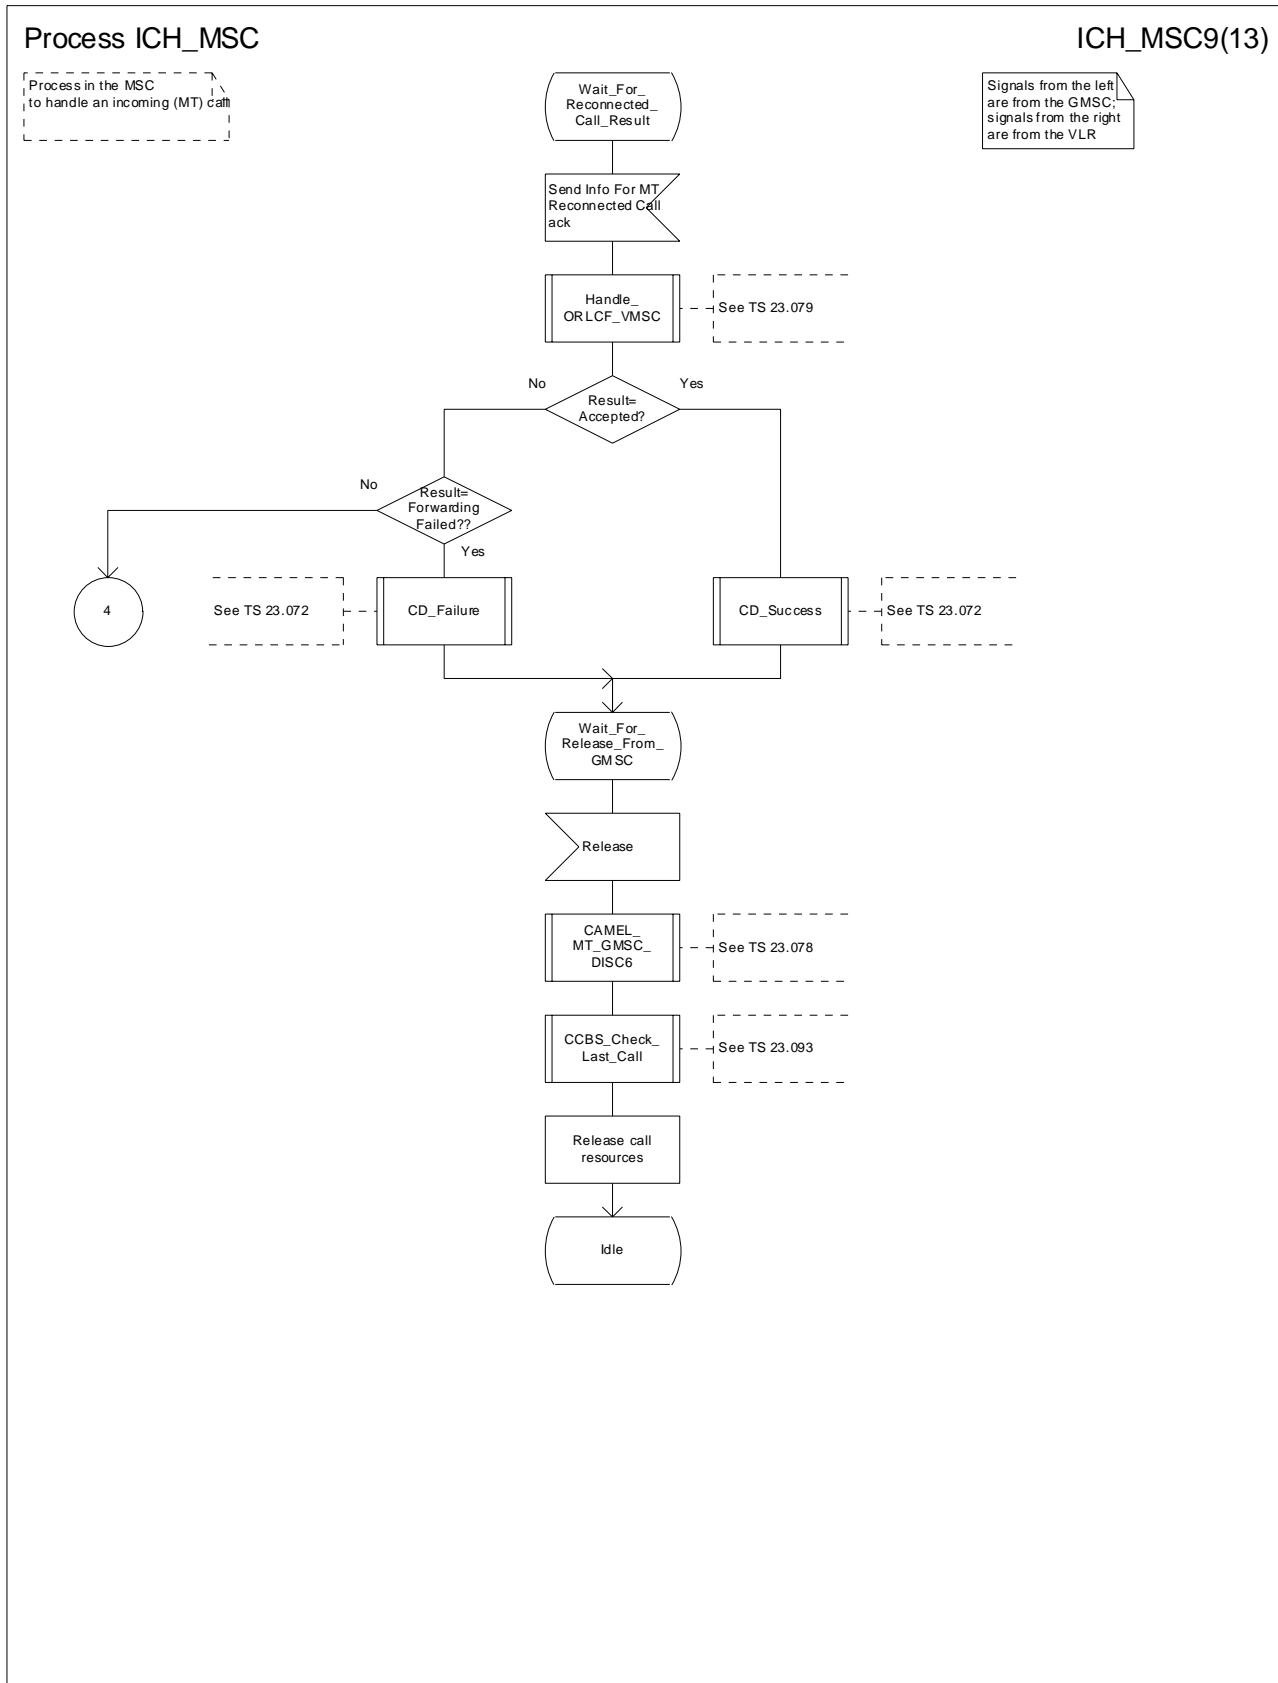 Process ICH_MSC
ICH_MSC9(13)
Process in the MSC
to handle an incoming (MT) call
Signals from the left
are from the GMSC;
signals from the right
are from the VLR
Wait_For_
Reconnected_
Call_Result
Send Info For MT
Reconnected Call
ack
Handle_
ORLCF_VMSC
See TS 23.079
No
Yes
Result=
Accepted?
No
Result=
Forwarding
Failed??
Yes
4
See TS 23.072
CD_Failure
CD_Success
See TS 23.072
Wait_For_
Release_From_
GMSC
Release
CAMEL_
MT_GMSC_
DISC6
See TS 23.078
CCBS_Check_
Last_Call
See TS 23.093
Release call
resources
Idle